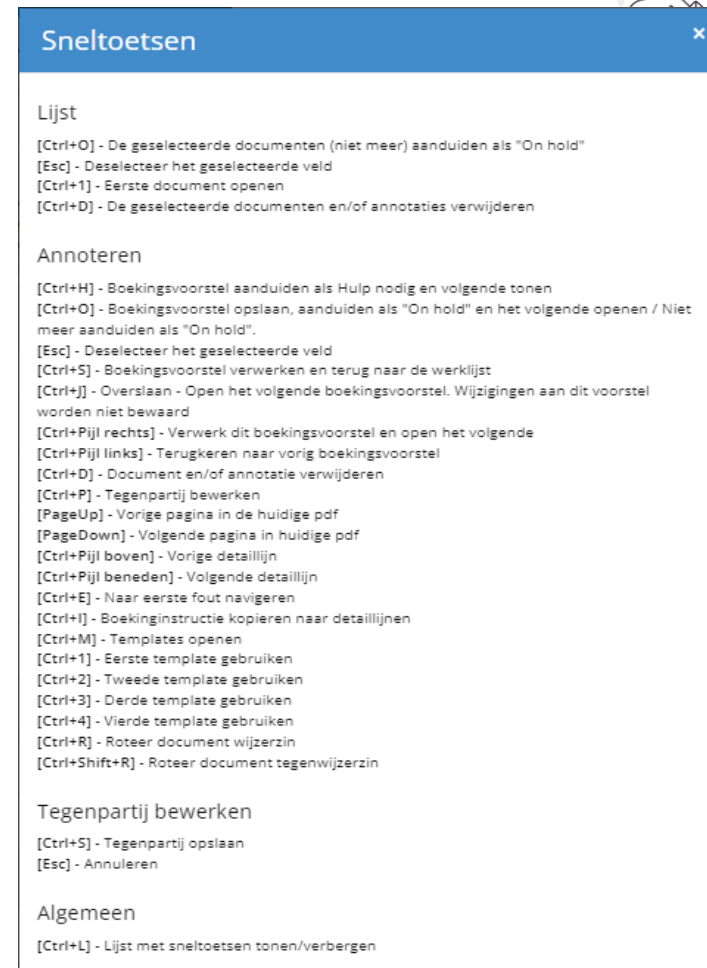 Sneltoetsen ×
Lijst
[Ctrl+O] - De geselecteerde documenten (niet meer) aanduiden als "On hold"
[Esc] - Deselecteer het geselecteerde veld
[Ctrl+1] - Eerste document openen
[Ctrl+D] - De geselecteerde documenten en/of annotaties verwijderen
Annoteren
[Ctrl+H] - Boekingsvoorstel aanduiden als Hulp nodig en volgende tonen
[Ctrl+O] - Boekingsvoorstel opslaan, aanduiden als "On hold" en het volgende openen / Niet
meer aanduiden als "On hold".
[Esc] - Deselecteer het geselecteerde veld
[Ctrl+S] - Boekingsvoorstel verwerken en terug naar de werklijst
[Ctrl+J] - Overslaan - Open het volgende boekingsvoorstel. Wijzigingen aan dit voorstel
worden niet bewaard
[Ctrl+Pijl rechts] - Verwerk dit boekingsvoorstel en open het volgende
[Ctrl+Pijl links] - Terugkeren naar vorig boekingsvoorstel
[Ctrl+D] - Document en/of annotatie verwijderen
[Ctrl+P] - Tegenpartij bewerken
[PageUp] - Vorige pagina in de huidige pdf
[PageDown] - Volgende pagina in huidige pdf
[Ctrl+Pijl boven] - Vorige detaillijn
[Ctrl+Pijl beneden] - Volgende detaillijn
[Ctrl+E] - Naar eerste fout navigeren
[Ctrl+I] - Boekinginstructie kopieren naar detaillijnen
[Ctrl+M] - Templates openen
[Ctrl+1] - Eerste template gebruiken
[Ctrl+2] - Tweede template gebruiken
[Ctrl+3] - Derde template gebruiken
[Ctrl+4] - Vierde template gebruiken
[Ctrl+R] - Roteer document wijzerzin
[Ctrl+Shift+R] - Roteer document tegenwijzerzin
Tegenpartij bewerken
[Ctrl+S] - Tegenpartij opslaan
[Esc] - Annuleren
Algemeen
[Ctrl+L] - Lijst met sneltoetsen tonen/verbergen